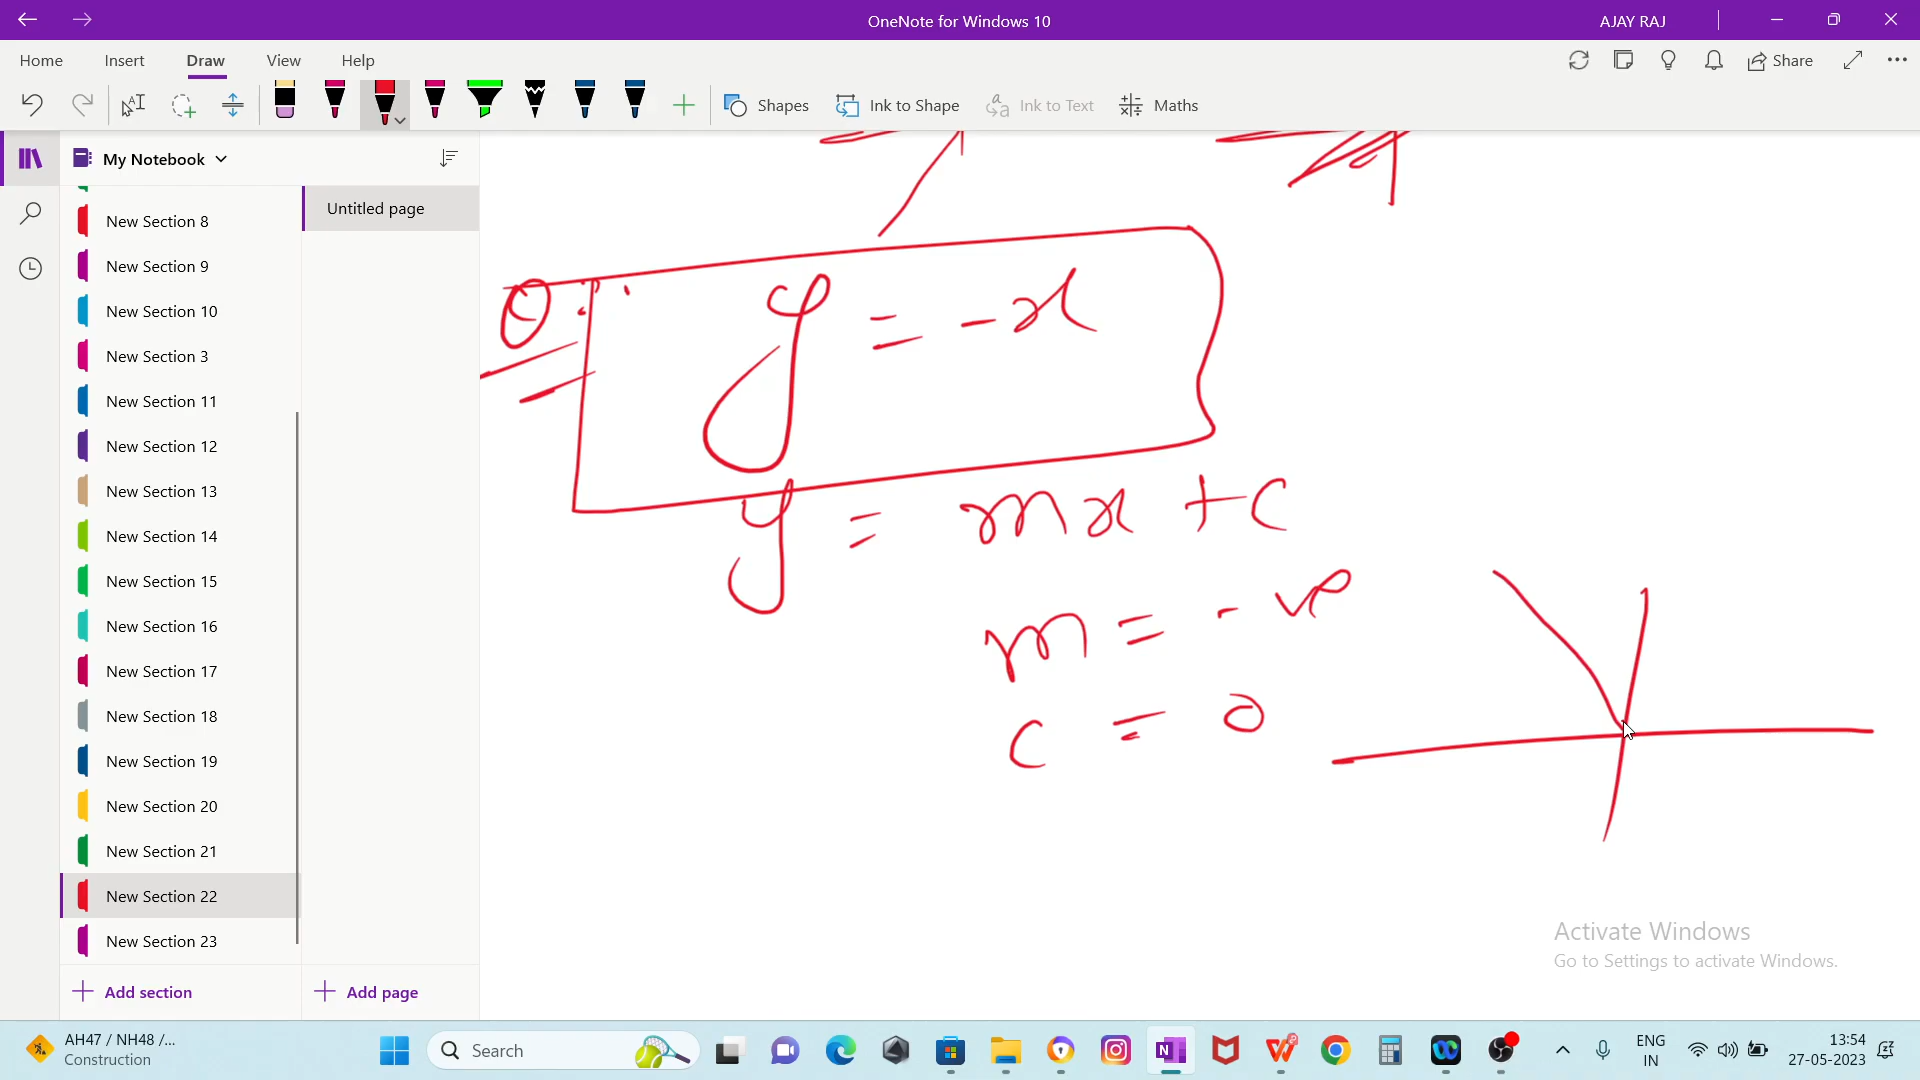 OneNote for Windows 10
AJAY RAJ
Home Insert Draw View Help
Share
Shapes Ink to Shape Ink to Text Maths
My Notebook
Untitled page
New Section 8
New Section 9
New Section 10
New Section 3
New Section 11
New Section 12
New Section 13
New Section 14
New Section 15
New Section 16
New Section 17
New Section 18
New Section 19
New Section 20
New Section 21
New Section 22
New Section 23
Add section
Add page
y = -x
y = mx + c
m = -ve
c = 0
Activate Windows
Go to Settings to activate Windows.
AH47 / NH48 /...
Construction
Search
ENG
IN
13:54
27-05-2023